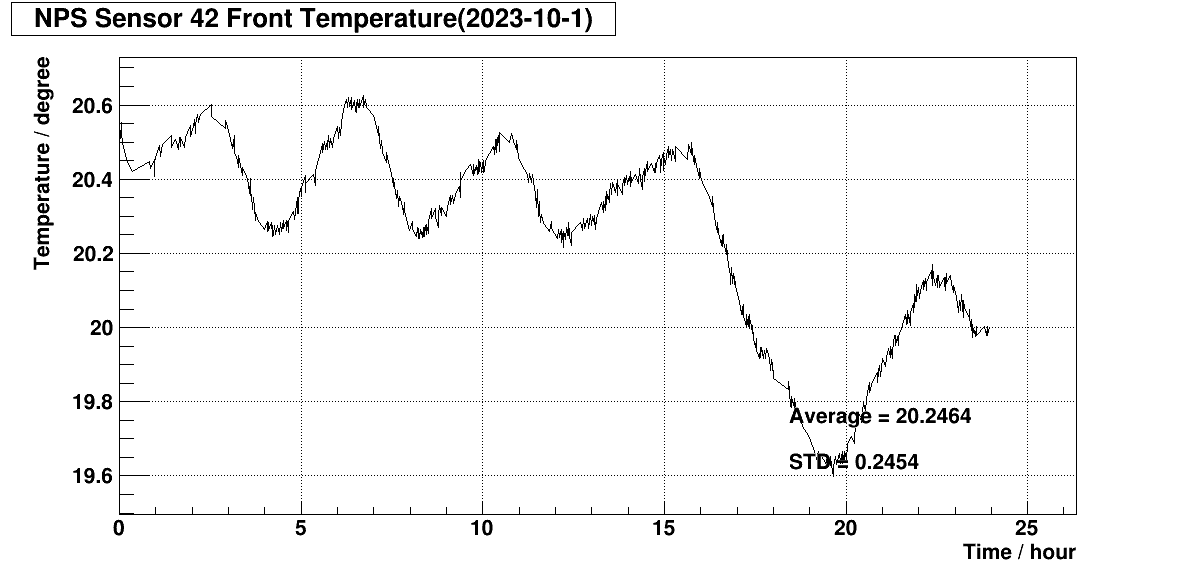 NPS Sensor 42 Front Temperature(2023-10-1)
Temperature / degree
20.6
20.4
20.2
20
19.8
19.6
Average = 20.2464
STD = 0.2454
0 5 10 15 20 25
Time / hour